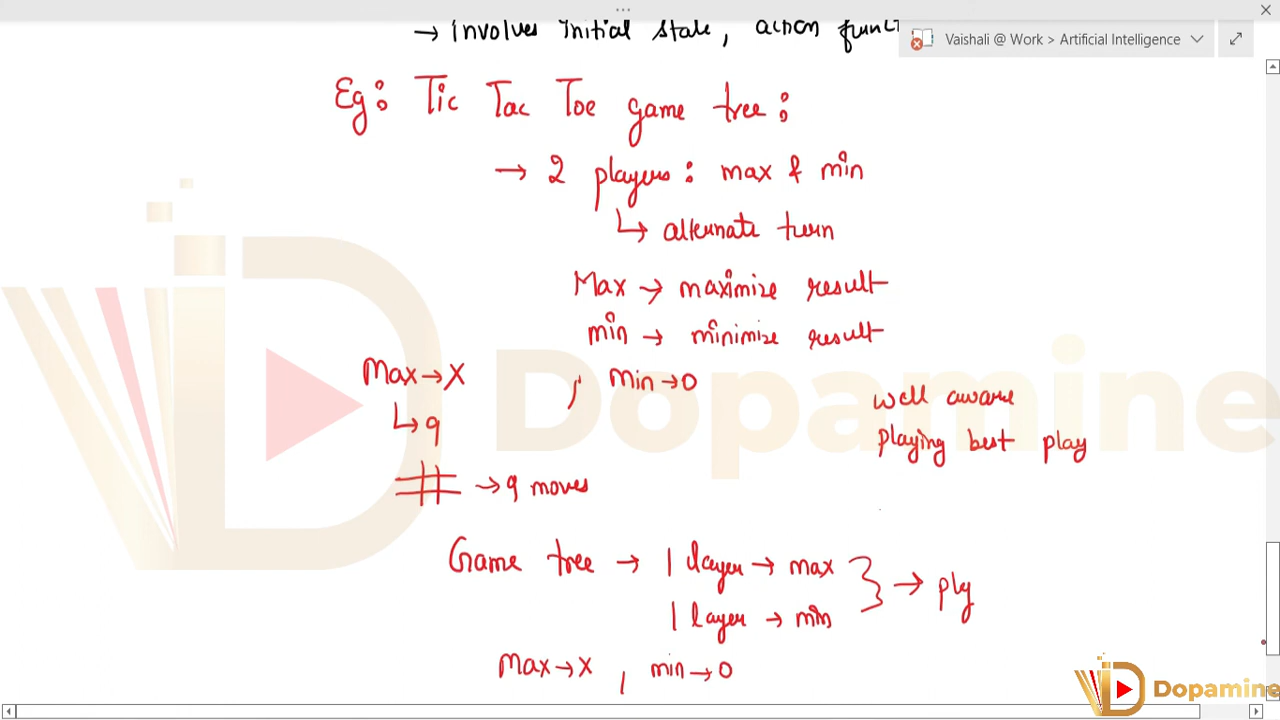 → involves initial state, action functi
Vaishali @ Work > Artificial Intelligence
Eg: Tic Tac Toe game tree:
→ 2 players: max & min
↳ alternate turn
Max → maximize result
min → minimize result
Max → X , Min → O
↳ 9
well aware
playing best play
→ 9 moves
Game tree → 1 layer → max } → ply
1 layer → min
Max → X , min → O
Dopamine
Dopamine